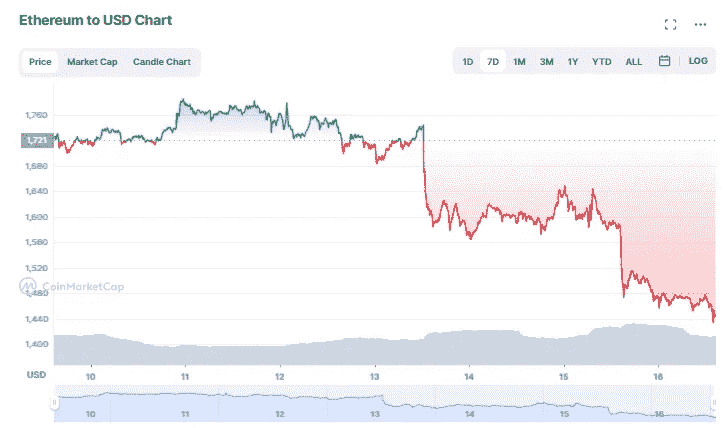 Ethereum to USD Chart
Price Market Cap Candle Chart
1D 7D 1M 3M 1Y YTD ALL LOG
1,760
1,721
1,680
1,640
1,600
1,560
1,520
CoinMarketCap
1,480
1,440
1,400
USD 10 11 12 13 14 15 16
10 11 12 13 14 15 16